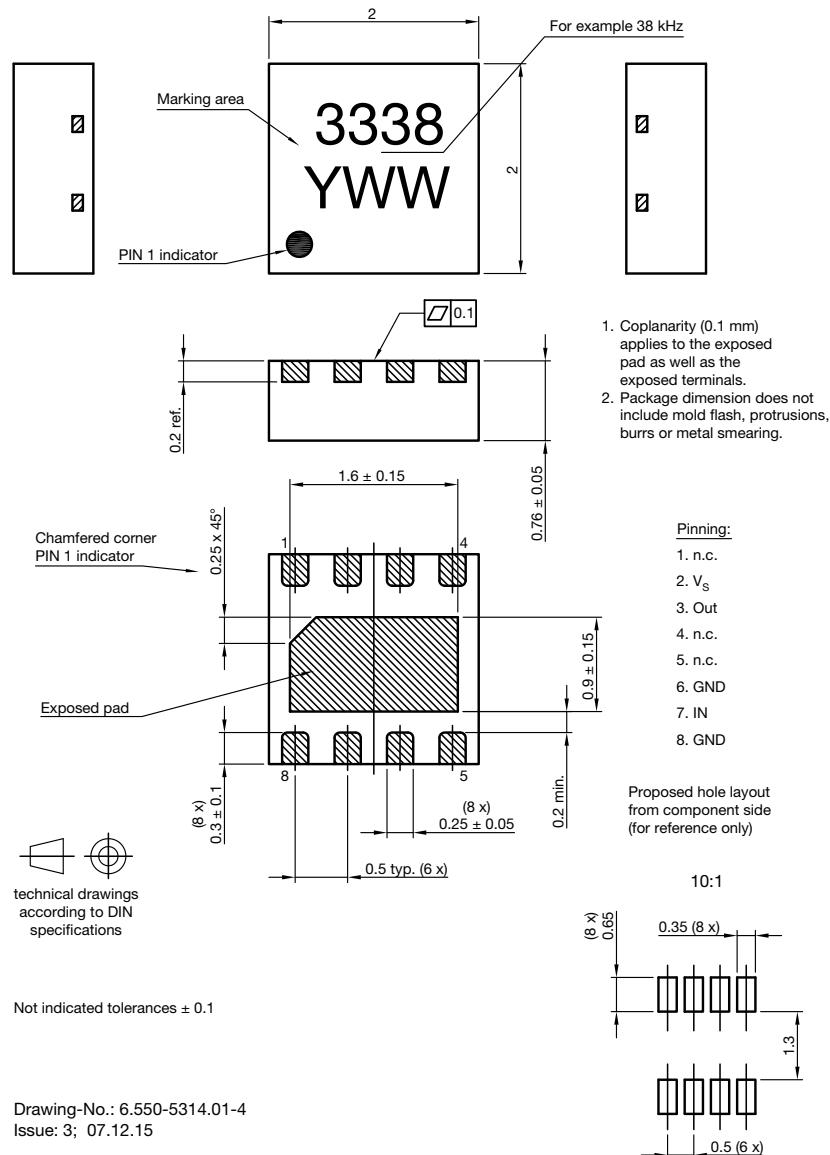 2
For example 38 kHz
Marking area
3338
YWW
2
PIN 1 indicator
0.1
0.2 ref.
0.76 ± 0.05
1. Coplanarity (0.1 mm)
applies to the exposed
pad as well as the
exposed terminals.
2. Package dimension does not
include mold flash, protrusions,
burrs or metal smearing.
1.6 ± 0.15
Chamfered corner
PIN 1 indicator
0.25 x 45°
1
4
Exposed pad
0.9 ± 0.15
8
5
(8 x)
0.3 ± 0.1
(8 x)
0.25 ± 0.05
0.2 min.
0.5 typ. (6 x)
Pinning:
1. n.c.
2. VS
3. Out
4. n.c.
5. n.c.
6. GND
7. IN
8. GND
Proposed hole layout
from component side
(for reference only)
10:1
(8 x)
0.65
0.35 (8 x)
1.3
0.5 (6 x)
technical drawings
according to DIN
specifications
Not indicated tolerances ± 0.1
Drawing-No.: 6.550-5314.01-4
Issue: 3; 07.12.15